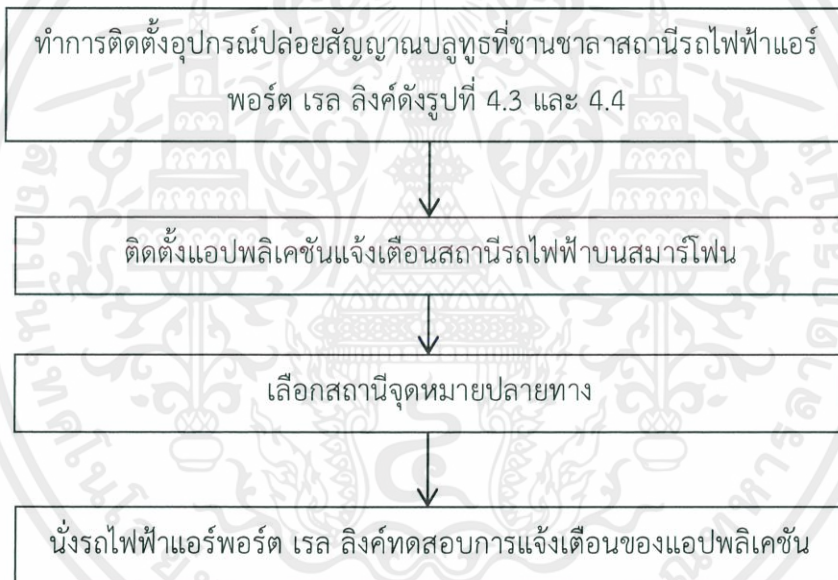 ทำการติดตั้งอุปกรณ์ปล่อยสัญญาณบลูทูธที่ชานชาลาสถานีรถไฟฟ้าแอร์
พอร์ต เรล ลิงค์ดังรูปที่ 4.3 และ 4.4
ติดตั้งแอปพลิเคชันแจ้งเตือนสถานีรถไฟฟ้าบนสมาร์โฟน
เลือกสถานีจุดหมายปลายทาง
นั่งรถไฟฟ้าแอร์พอร์ต เรล ลิงค์ทดสอบการแจ้งเตือนของแอปพลิเคชัน